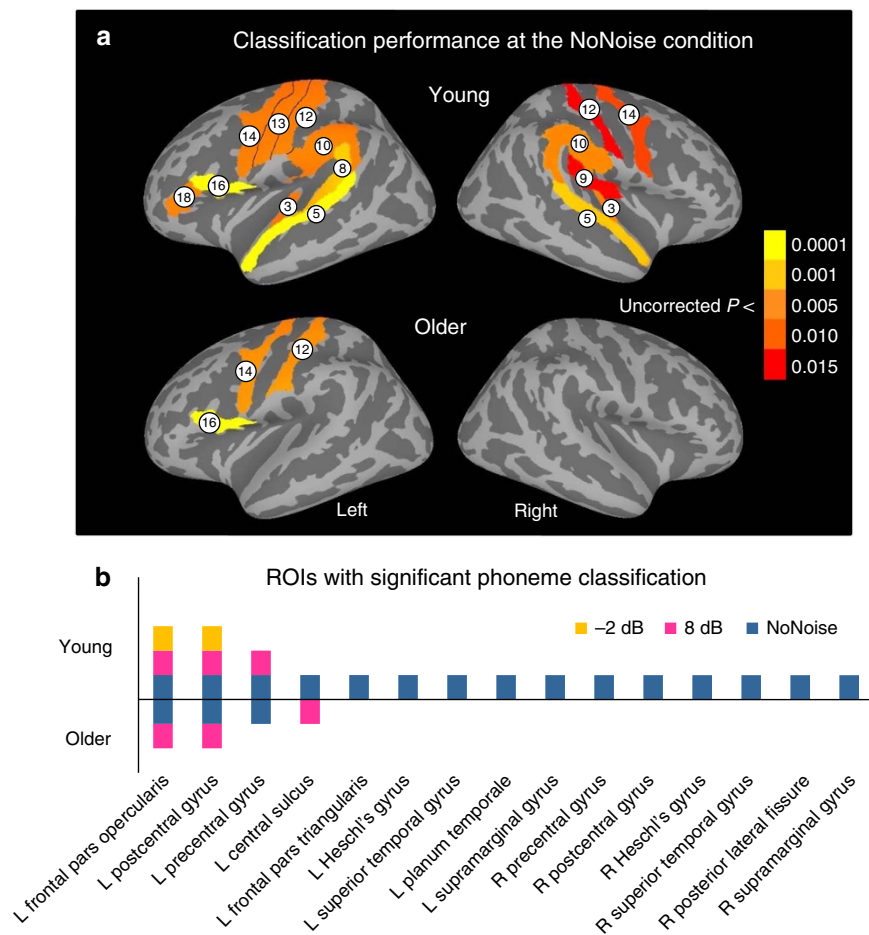 a
Classification performance at the NoNoise condition
Young
14
13
12
10
8
16
18
3
5
12
14
10
9
3
5
0.0001
0.001
Uncorrected P <
0.005
0.010
0.015
Older
14
12
16
Left
Right
b
ROIs with significant phoneme classification
–2 dB
8 dB
NoNoise
Young
Older
L frontal pars opercularis
L postcentral gyrus
L precentral gyrus
L central sulcus
L frontal pars triangularis
L Heschl's gyrus
L superior temporal gyrus
L planum temporale
L supramarginal gyrus
R precentral gyrus
R postcentral gyrus
R Heschl's gyrus
R superior temporal gyrus
R posterior lateral fissure
R supramarginal gyrus